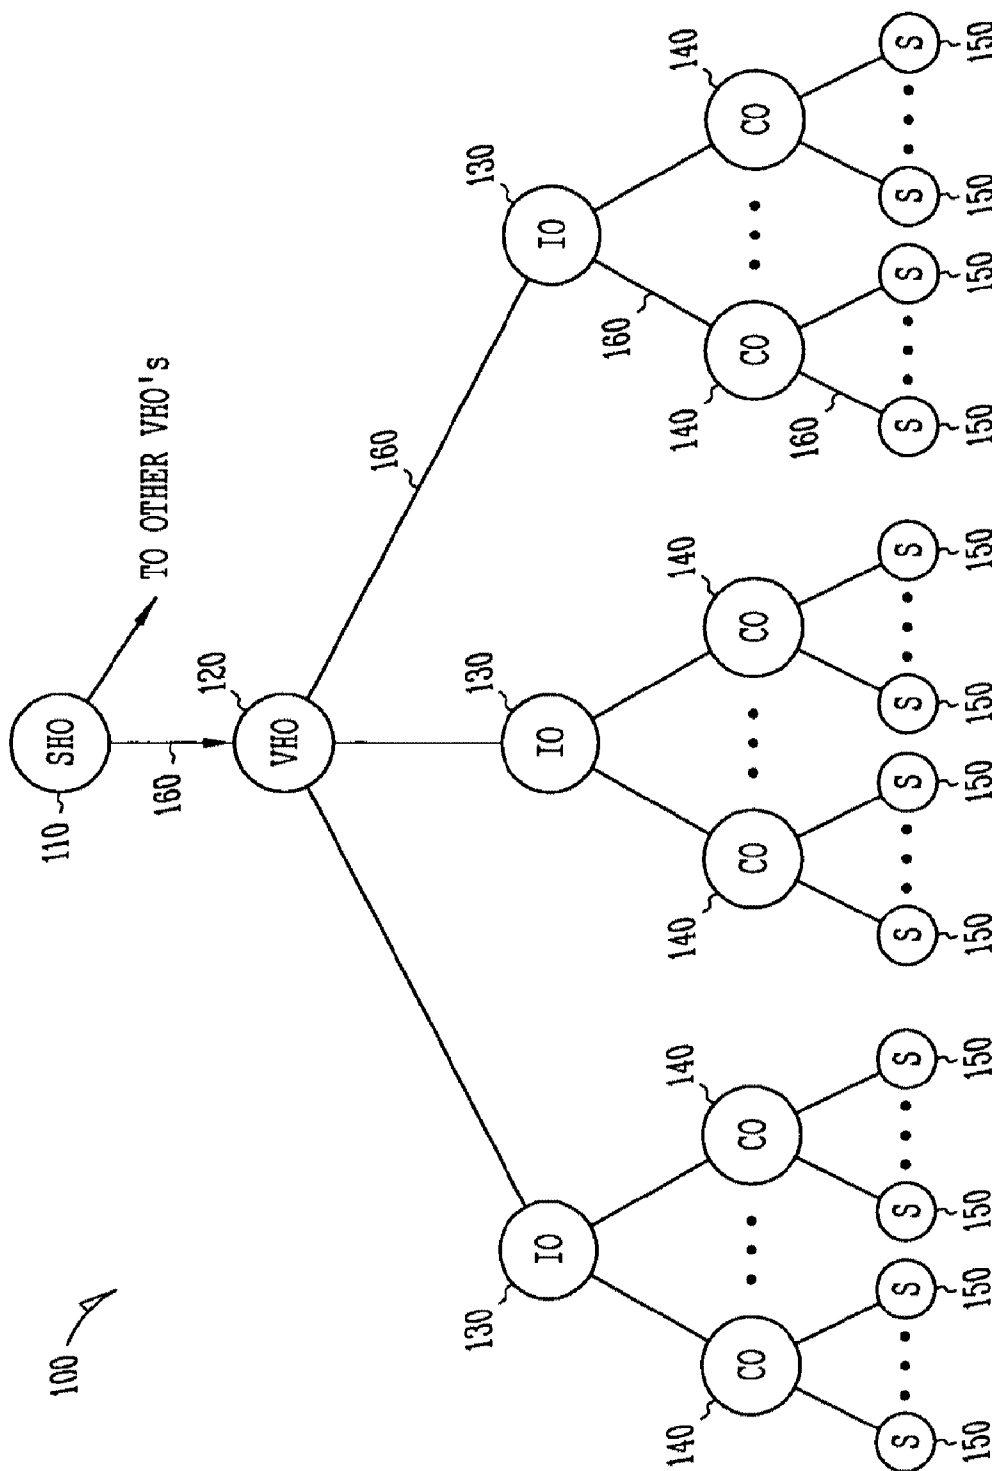 100
110 SHO
TO OTHER VHO's
160
120
VHO
160
130 130 130
IO IO IO
160
140 140 140 140 140 140
CO CO CO CO CO CO
160
S S S S S S S S S S S S
150 150 150 150 150 150 150 150 150 150 150 150